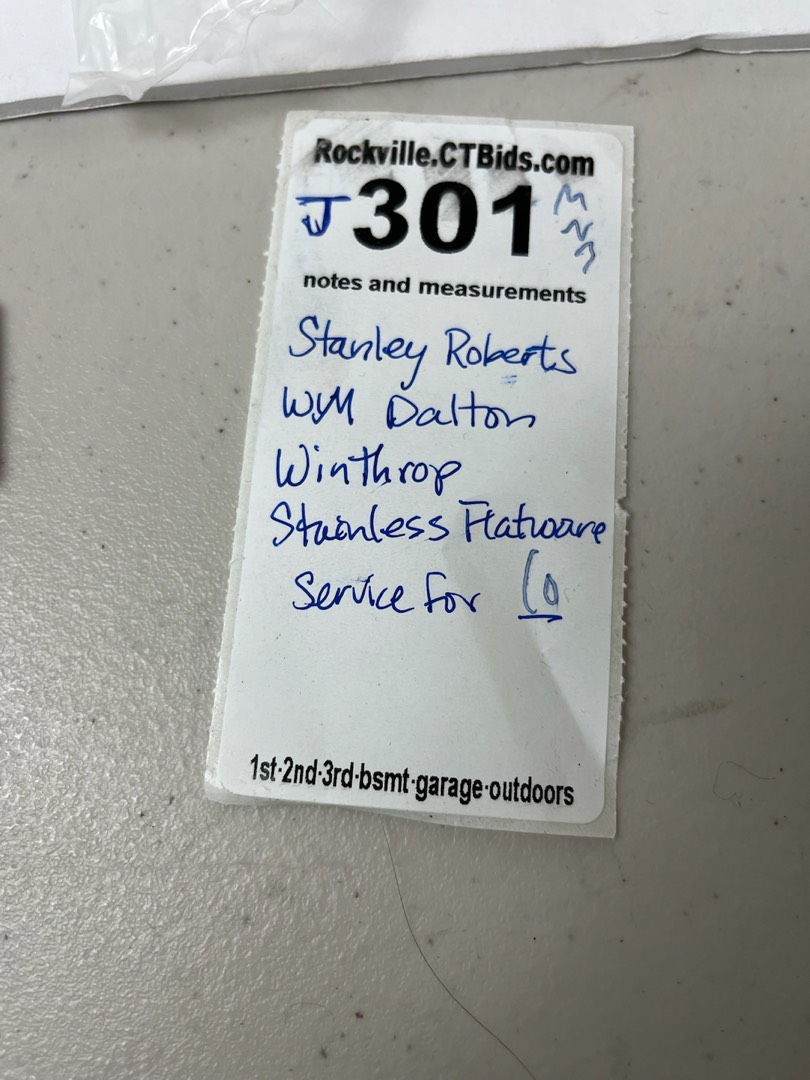 Rockville.CTBids.com
J 301
notes and measurements
Stanley Roberts
WM Dalton
Winthrop
Stainless Flatware
Service for
1st·2nd·3rd·bsmt·garage·outdoors